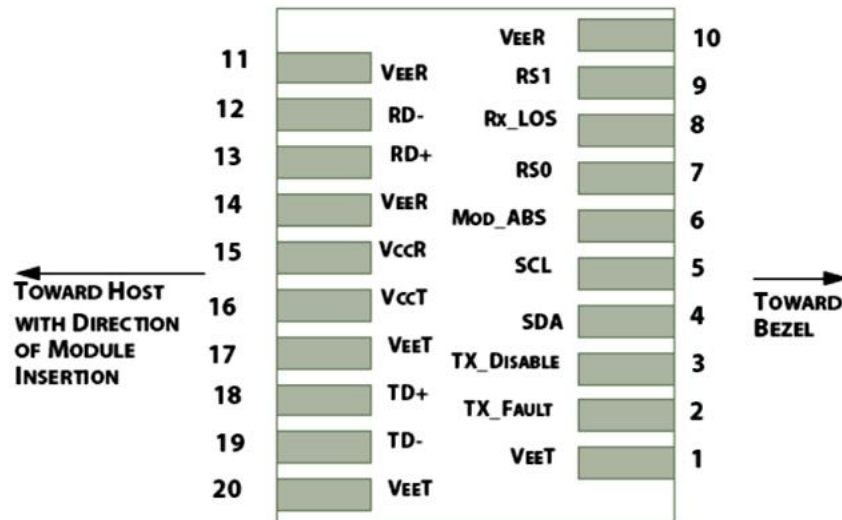 11 VEER
12 RD-
13 RD+
14 VEER
15 VCCR
16 VCCT
17 VEET
18 TD+
19 TD-
20 VEET
VEER 10
RS1 9
RX_LOS 8
RS0 7
MOD_ABS 6
SCL 5
SDA 4
TX_DISABLE 3
TX_FAULT 2
VEET 1
TOWARD HOST
WITH DIRECTION
OF MODULE
INSERTION
TOWARD
BEZEL